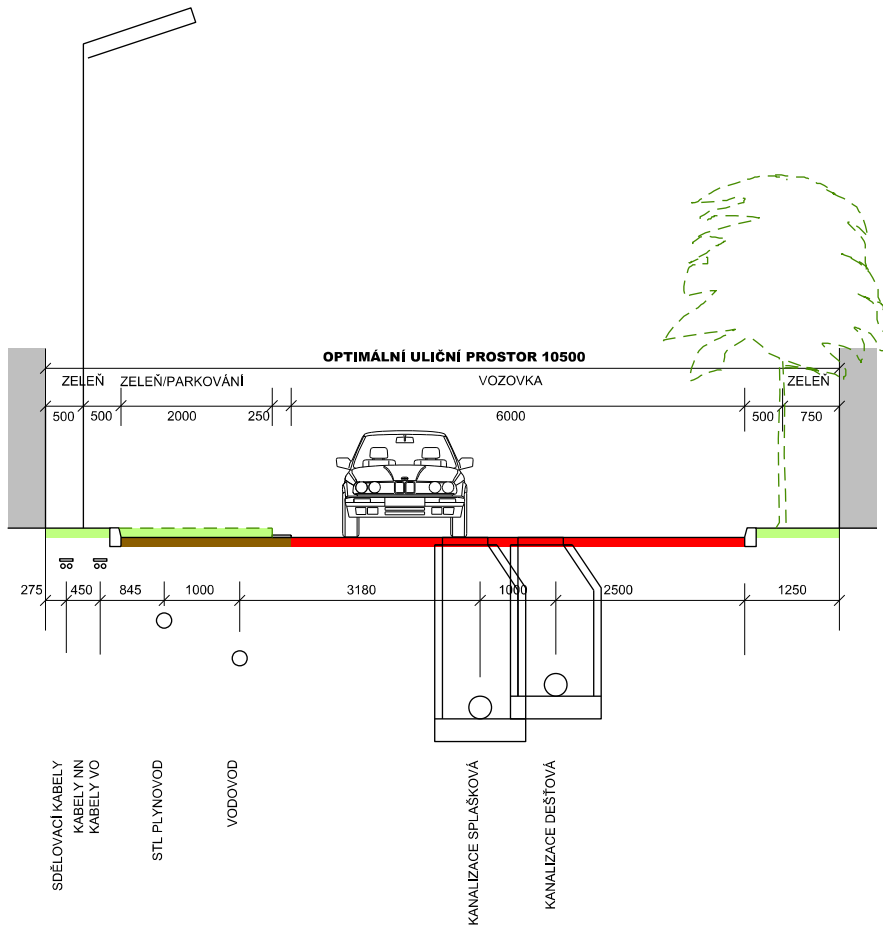 OPTIMÁLNÍ ULIČNÍ PROSTOR 10500
ZELEŇ ZELEŇ/PARKOVÁNÍ VOZOVKA ZELEŇ
500 500 2000 250 6000 500 750
275 450 845 1000 3180 1000 2500 1250
SDĚLOVACÍ KABELY
KABELY NN
KABELY VO
STL PLYNOVOD
VODOVOD
KANALIZACE SPLAŠKOVÁ
KANALIZACE DEŠŤOVÁ